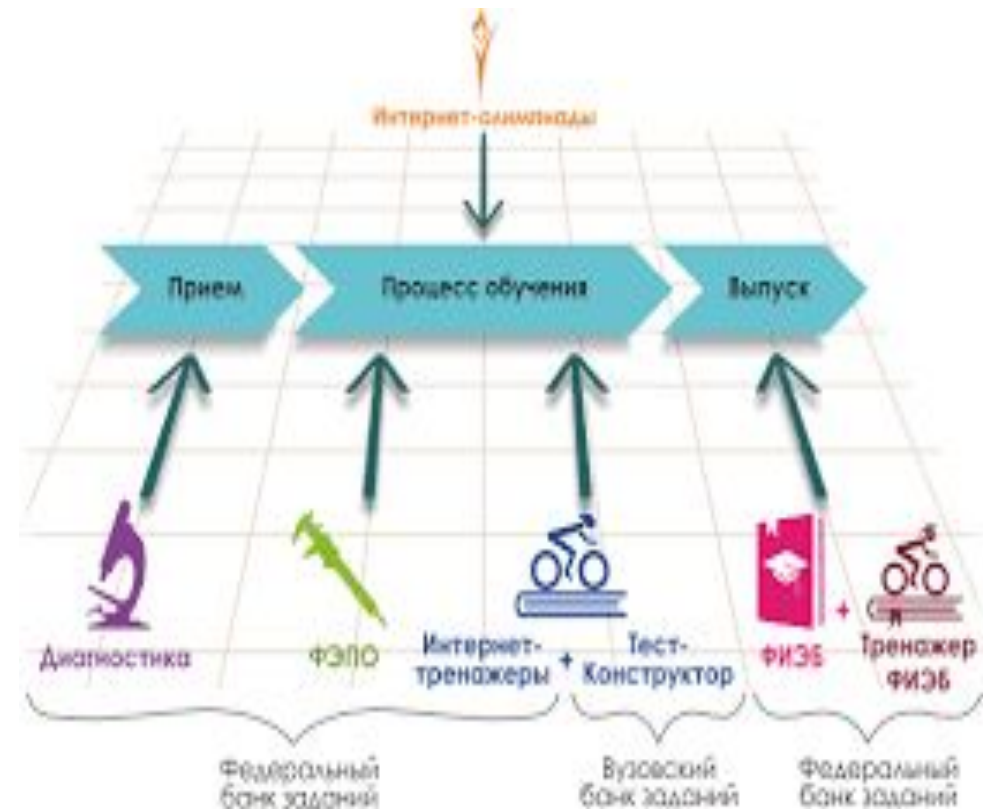 Интернет-олимпиады
Прием
Процесс обучения
Выпуск
Диагностика
ФЭПО
Интернет-
тренажеры
+
Тест-
Конструктор
ФИЭБ
+
Тренажер
ФИЭБ
Федеральный
банк заданий
Вузовский
банк заданий
Федеральный
банк заданий